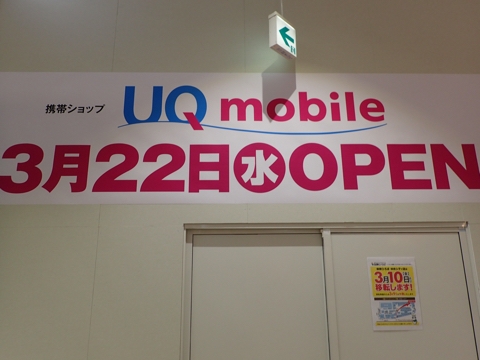 携帯ショップ
UQ mobile
3月22日㊌OPEN
3月10日
移転します!